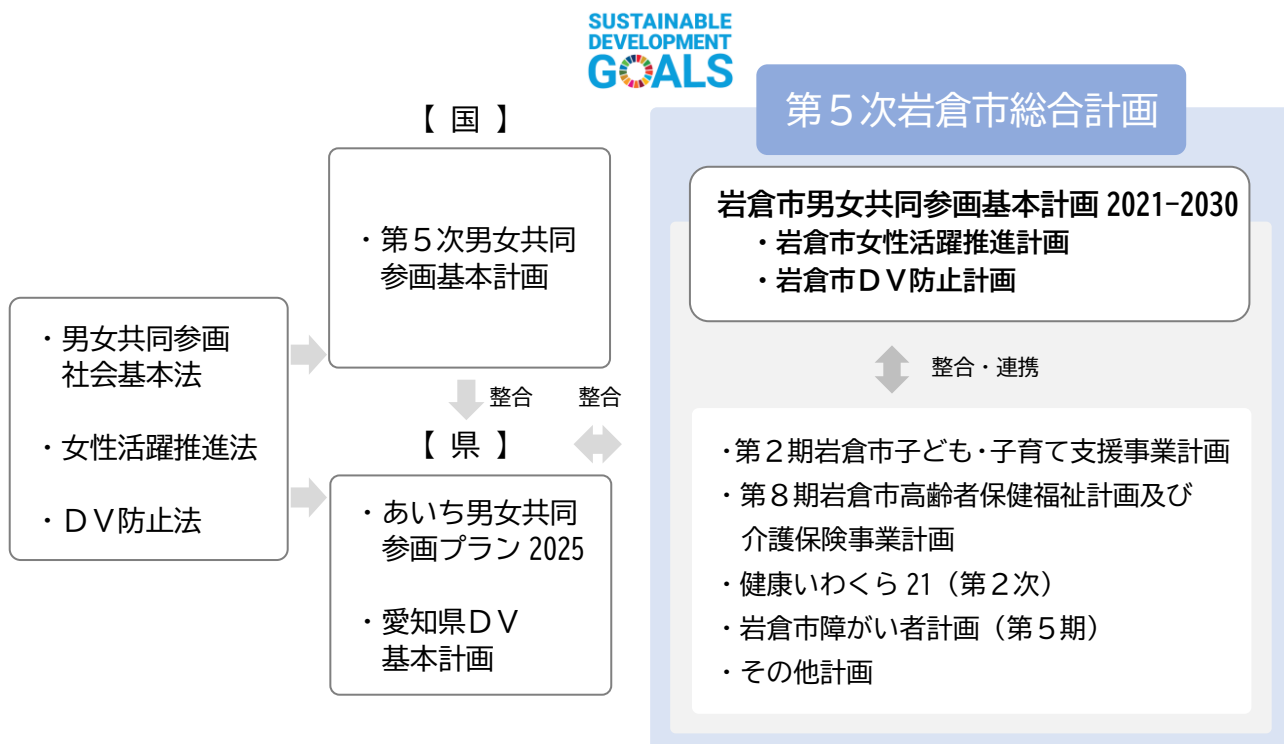 SUSTAINABLE
DEVELOPMENT
GOALS
第５次岩倉市総合計画
【 国 】
・第５次男女共同
参画基本計画
岩倉市男女共同参画基本計画 2021-2030
・岩倉市女性活躍推進計画
・岩倉市ＤＶ防止計画
・男女共同参画
社会基本法
・女性活躍推進法
・ＤＶ防止法
整合
整合
整合・連携
【 県 】
・あいち男女共同
参画プラン 2025
・愛知県ＤＶ
基本計画
・第２期岩倉市子ども・子育て支援事業計画
・第８期岩倉市高齢者保健福祉計画及び
介護保険事業計画
・健康いわくら 21（第２次）
・岩倉市障がい者計画（第５期）
・その他計画